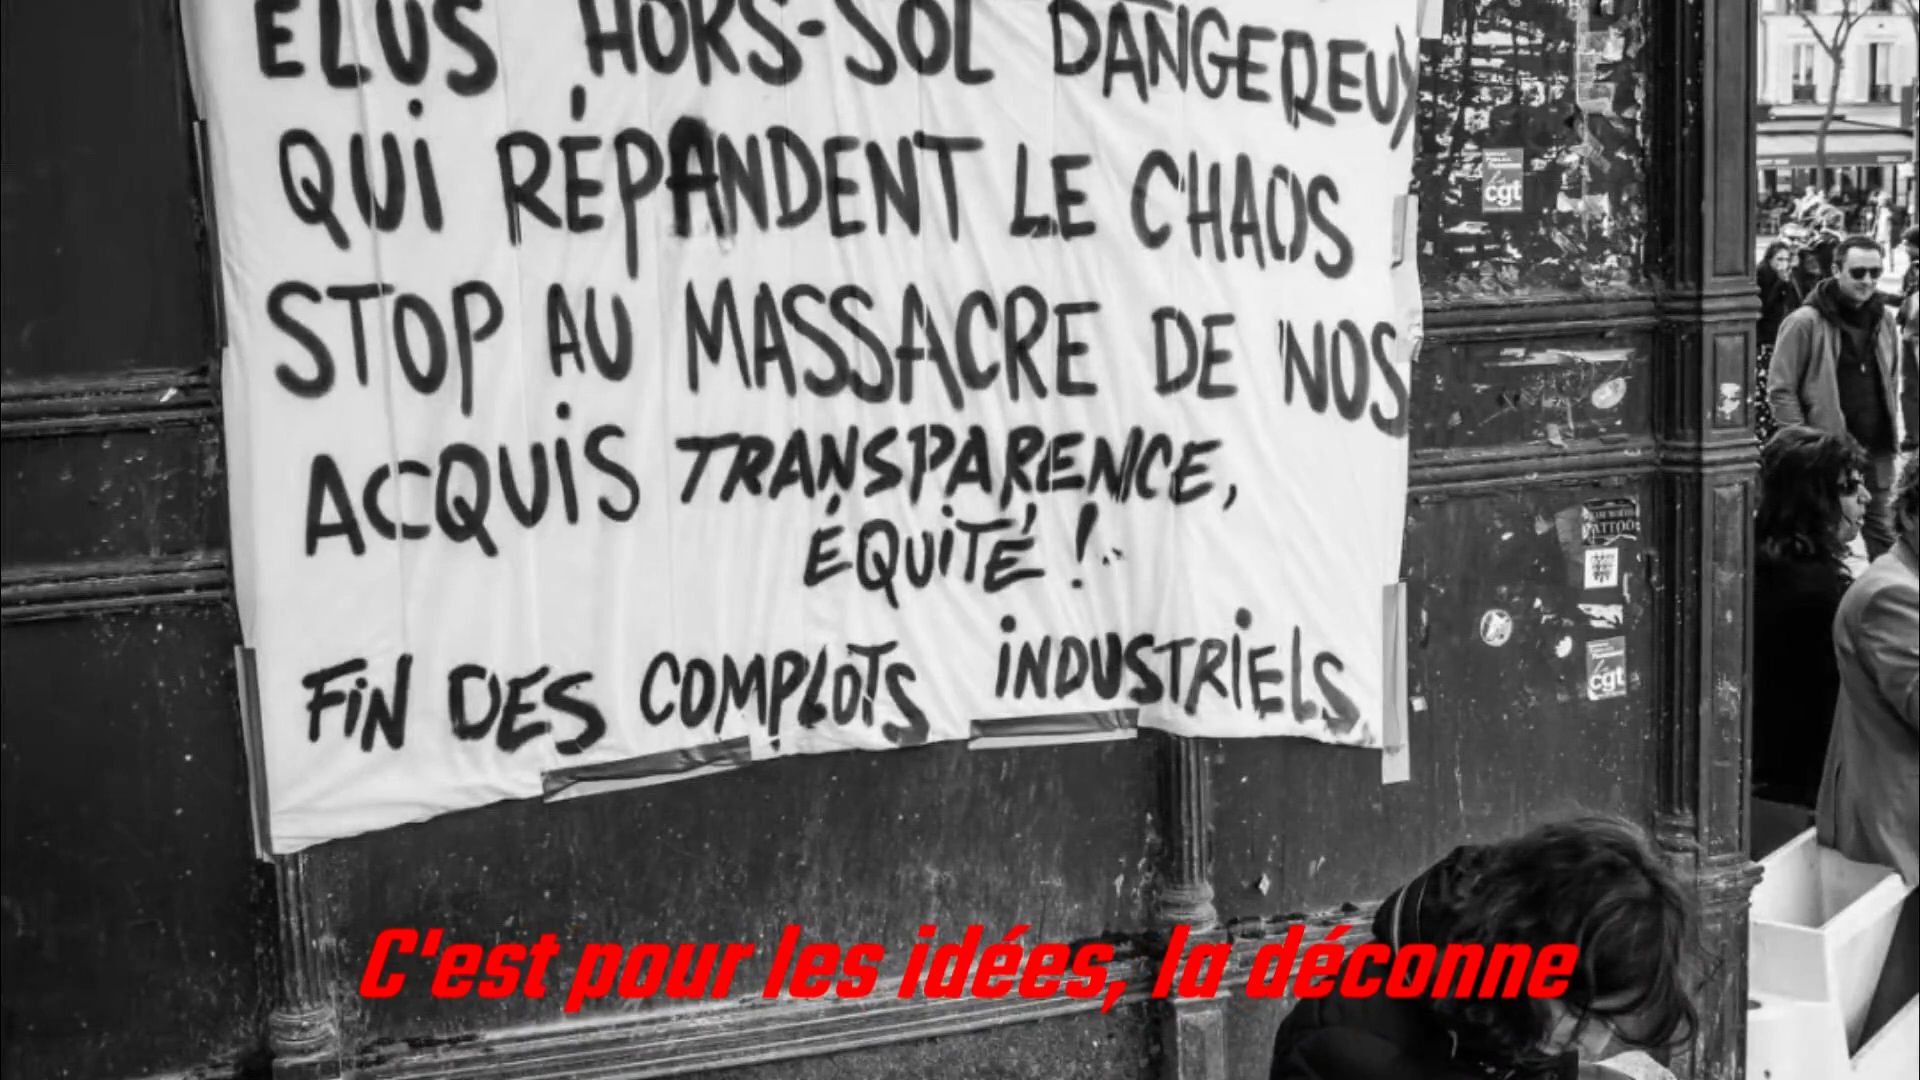 ÉLUS HORS-SOL DANGEREUX
QUI RÉPANDENT LE CHAOS
STOP AU MASSACRE DE NOS
ACQUIS TRANSPARENCE,
ÉQUITÉ !..
FIN DES COMPLOTS INDUSTRIELS
cgt
TATTOO
cgt
C'est pour les idées, la déconne